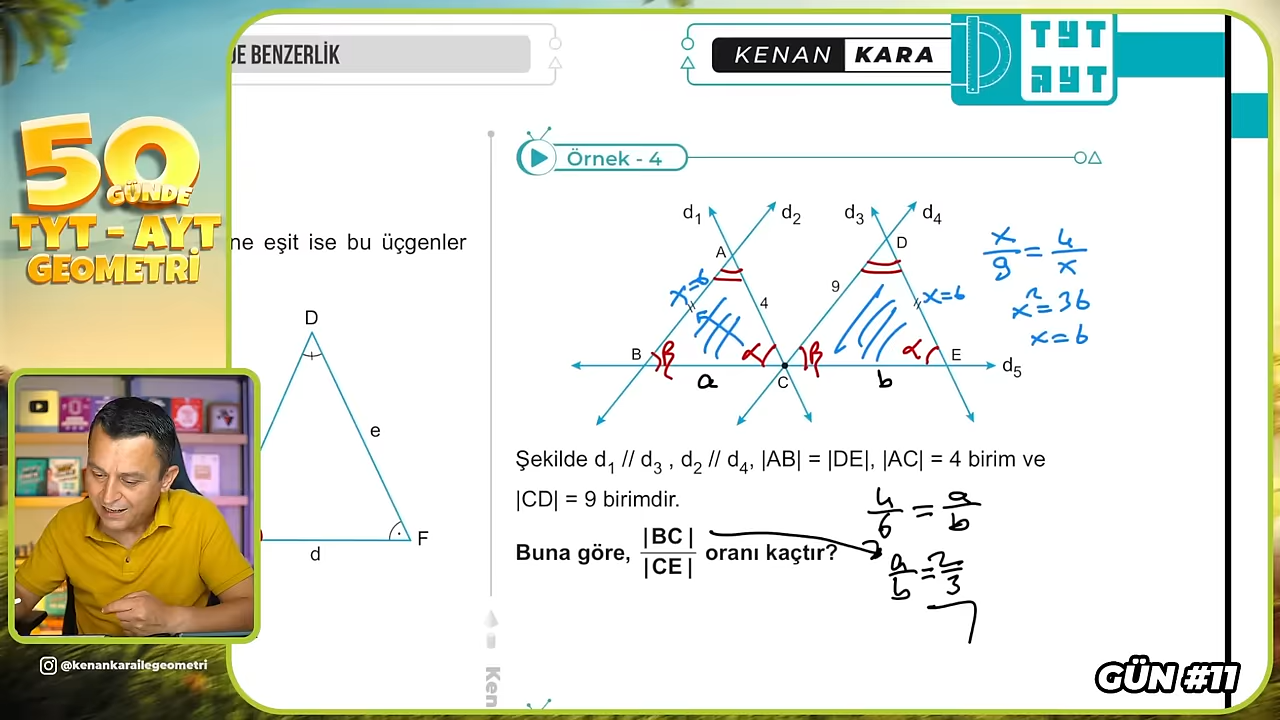 DE BENZERLİK
KENAN KARA
TYT
AYT
50
GÜNDE
TYT - AYT
GEOMETRİ
ne eşit ise bu üçgenler
D
e
F
d
Örnek - 4
d1 d2 d3 d4
A D
x=6 4 9 x=6
B β α β α E d5
a C b
x/9 = 4/x
x² = 36
x = 6
Şekilde d1 // d3 , d2 // d4, |AB| = |DE|, |AC| = 4 birim ve
|CD| = 9 birimdir.
Buna göre, |BC| / |CE| oranı kaçtır?
4/6 = a/b
a/b = 2/3
@kenankarailegeometri
Ken
GÜN #11